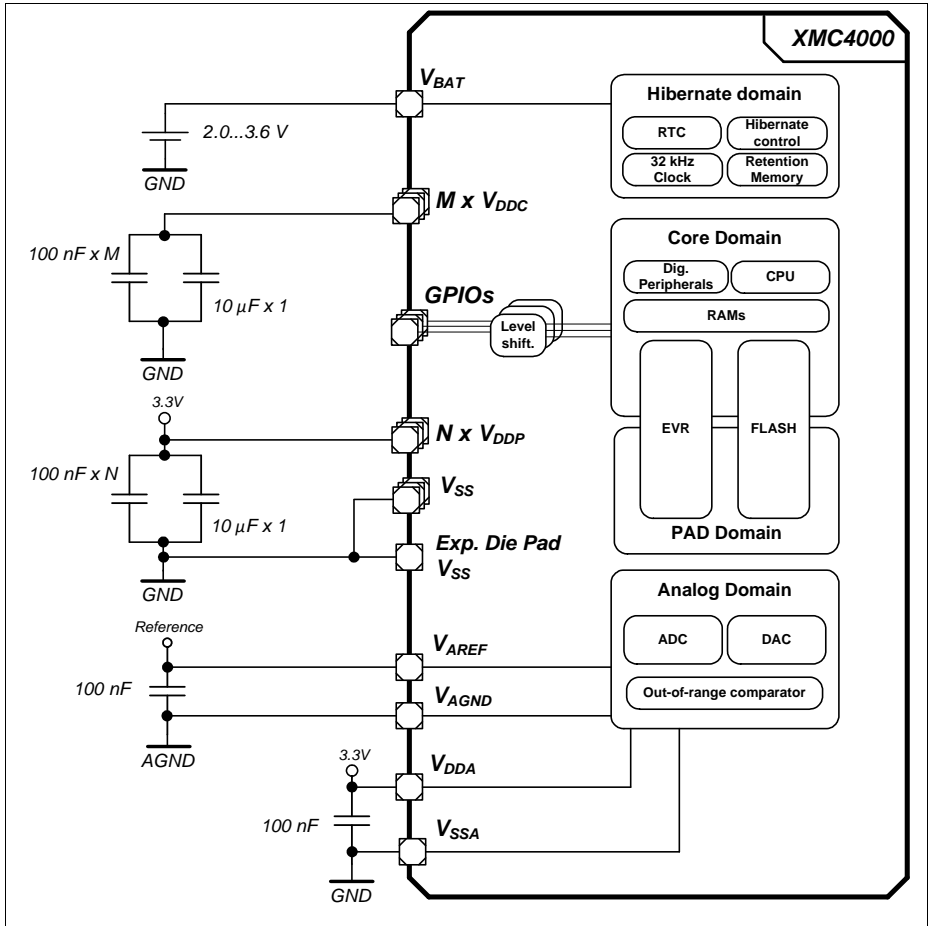 XMC4000
VBAT
2.0...3.6 V
GND
Hibernate domain
RTC
Hibernate
control
32 kHz
Clock
Retention
Memory
M x VDDC
100 nF x M
10 µF x 1
GND
Core Domain
Dig.
Peripherals
CPU
RAMs
GPIOs
Level
shift.
EVR
FLASH
PAD Domain
3.3V
N x VDDP
100 nF x N
10 µF x 1
VSS
Exp. Die Pad
VSS
GND
Analog Domain
ADC
DAC
Out-of-range comparator
Reference
VAREF
100 nF
VAGND
AGND
3.3V
VDDA
100 nF
VSSA
GND